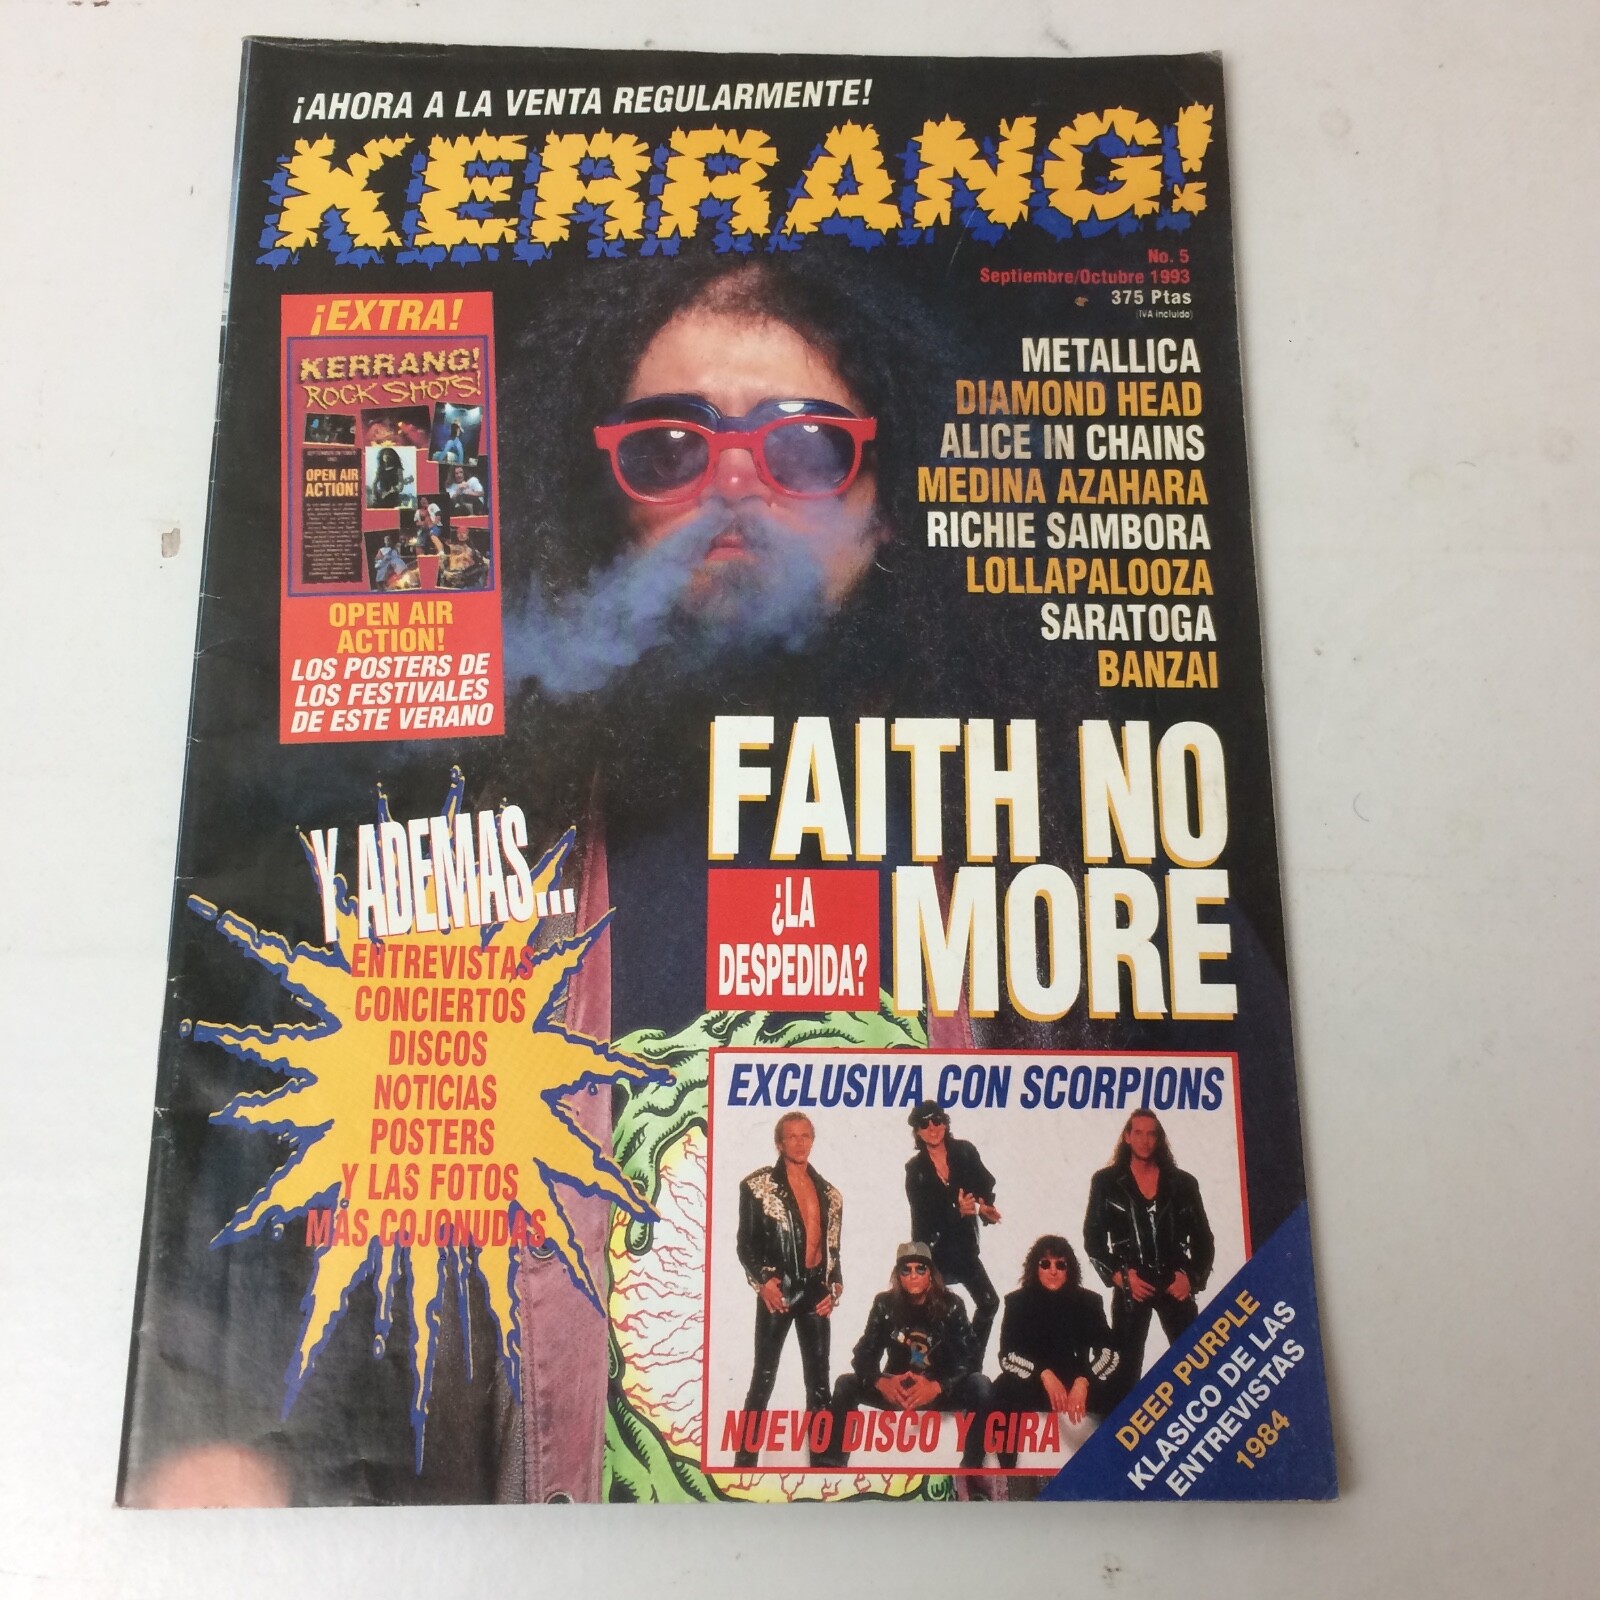 ¡AHORA A LA VENTA REGULARMENTE!
KERRANG!
No. 5
Septiembre/Octubre 1993
375 Ptas
(IVA incluido)
¡EXTRA!
KERRANG!
ROCK SHOTS!
OPEN AIR
ACTION!
OPEN AIR
ACTION!
LOS POSTERS DE
LOS FESTIVALES
DE ESTE VERANO
METALLICA
DIAMOND HEAD
ALICE IN CHAINS
MEDINA AZAHARA
RICHIE SAMBORA
LOLLAPALOOZA
SARATOGA
BANZAI
FAITH NO
MORE
¿LA
DESPEDIDA?
Y ADEMAS...
ENTREVISTAS
CONCIERTOS
DISCOS
NOTICIAS
POSTERS
Y LAS FOTOS
MÁS COJONUDAS
EXCLUSIVA CON SCORPIONS
NUEVO DISCO Y GIRA
DEEP PURPLE
KLASICO DE LAS
ENTREVISTAS
1984